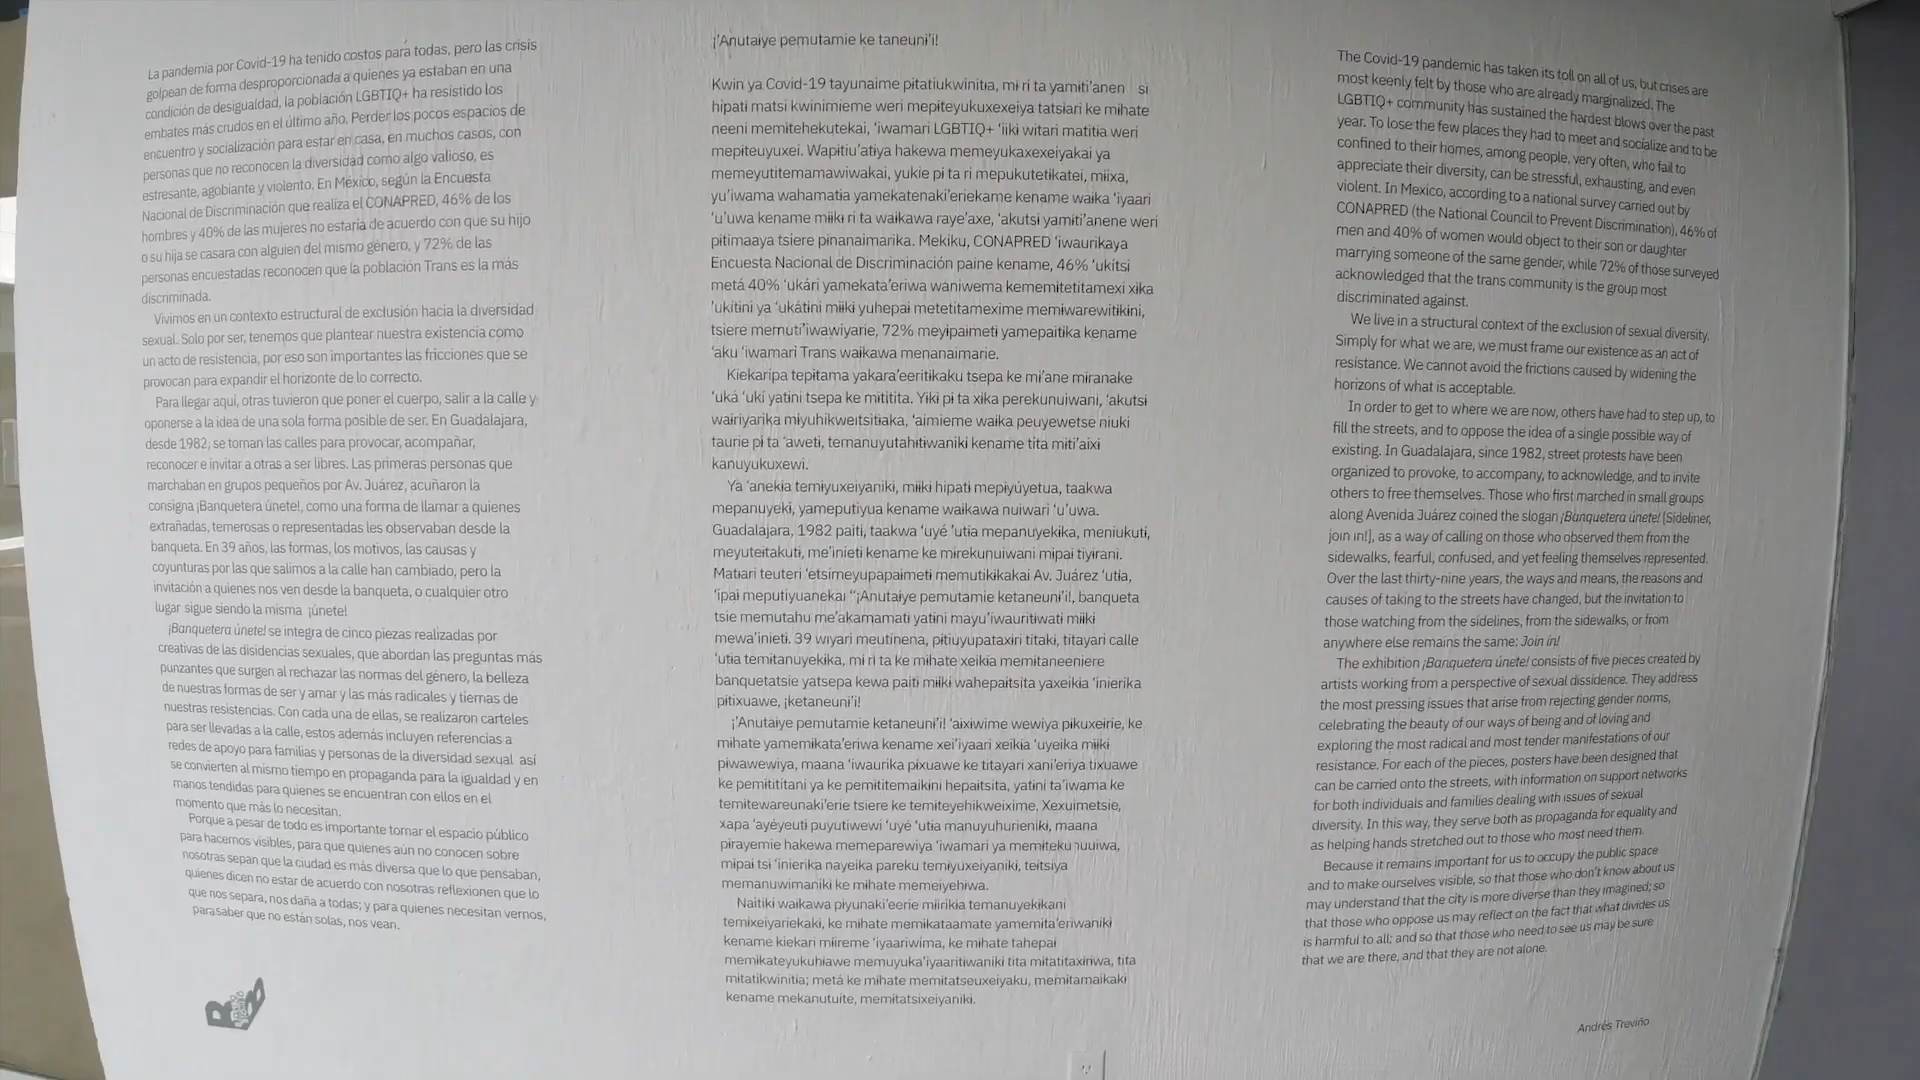 La pandemia por Covid-19 ha tenido costos para todas, pero las crisis
golpean de forma desproporcionada a quienes ya estaban en una
condición de desigualdad, la población LGBTIQ+ ha resistido los
embates más crudos en el último año. Perder los pocos espacios de
encuentro y socialización para estar en casa, en muchos casos, con
personas que no reconocen la diversidad como algo valioso, es
estresante, agobiante y violento. En México, según la Encuesta
Nacional de Discriminación que realiza el CONAPRED, 46% de los
hombres y 40% de las mujeres no estaría de acuerdo con que su hijo
o su hija se casara con alguien del mismo género, y 72% de las
personas encuestadas reconocen que la población Trans es la más
discriminada.
Vivimos en un contexto estructural de exclusión hacia la diversidad
sexual. Solo por ser, tenemos que plantear nuestra existencia como
un acto de resistencia, por eso son importantes las fricciones que se
provocan para expandir el horizonte de lo correcto.
Para llegar aquí, otras tuvieron que poner el cuerpo, salir a la calle y
oponerse a la idea de una sola forma posible de ser. En Guadalajara,
desde 1982, se toman las calles para provocar, acompañar,
reconocer e invitar a otras a ser libres. Las primeras personas que
marchaban en grupos pequeños por Av. Juárez, acuñaron la
consigna ¡Banquetera únete!, como una forma de llamar a quienes
extrañadas, temerosas o representadas les observaban desde la
banqueta. En 39 años, las formas, los motivos, las causas y
coyunturas por las que salimos a la calle han cambiado, pero la
invitación a quienes nos ven desde la banqueta, o cualquier otro
lugar sigue siendo la misma ¡únete!
¡Banquetera únete! se integra de cinco piezas realizadas por
creativas de las disidencias sexuales, que abordan las preguntas más
punzantes que surgen al rechazar las normas del género, la belleza
de nuestras formas de ser y amar y las más radicales y tiernas de
nuestras resistencias. Con cada una de ellas, se realizaron carteles
para ser llevadas a la calle, estos además incluyen referencias a
redes de apoyo para familias y personas de la diversidad sexual así
se convierten al mismo tiempo en propaganda para la igualdad y en
manos tendidas para quienes se encuentran con ellos en el
momento que más lo necesitan.
Porque a pesar de todo es importante tomar el espacio público
para hacernos visibles, para que quienes aún no conocen sobre
nosotras sepan que la ciudad es más diversa que lo que pensaban,
quienes dicen no estar de acuerdo con nosotras reflexionen que lo
que nos separa, nos daña a todas; y para quienes necesitan vernos,
para saber que no están solas, nos vean.
¡'Anutaiye pemutamie ke taneuni'i!
Kwin ya Covid-19 tayunaime pitatiukwinitɨa, mɨ rɨ ta yamɨtɨ'anen si
hipatɨ matsi kwinimieme weri mepiteyukuxexeiya tatsiari ke mihate
neeni memitehekutekai, 'iwamari LGBTIQ+ 'iiki witari matitia weri
mepiteuyuxei. Wapitiu'atiya hakewa memeyukaxexeiyakai ya
memeyutitemamawiwakai, yukie pi ta ri mepukutetikatei, miixa,
yu'iwama wahamatia yamekatenaki'eriekame kename waika 'iyaari
'u'uwa kename miiki ri ta waikawa raye'axe, 'akutsi yamiti'anene weri
pitimaaya tsiere pinanaimarika. Mekiku, CONAPRED 'iwaurikaya
Encuesta Nacional de Discriminación paine kename, 46% 'ukitsi
metá 40% 'ukári yamekata'eriwa waniwema kememitetitamexi xika
'ukitini ya 'ukátini miiki yuhepai metetitamexime memiwarewitikini,
tsiere memuti'iwawiyarie, 72% meyipaimeti yamepaitika kename
'aku 'iwamari Trans waikawa menanaimarie.
Kiekaripa tepitama yakara'eeritikaku tsepa ke mi'ane miranake
'uká 'uki yatini tsepa ke mititita. Yiki pi ta xika perekunuiwani, 'akutsi
wairiyarika miyuhikweitsitiaka, 'aimieme waika peuyewetse niuki
taurie pi ta 'aweti, temanuyutahitiwaniki kename tita miti'aixi
kanuyukuxewi.
Ya 'anekia temiyuxeiyaniki, miiki hipati mepiyúyetua, taakwa
mepanuyeki, yameputiyua kename waikawa nuiwari 'u'uwa.
Guadalajara, 1982 paiti, taakwa 'uyé 'utia mepanuyekika, meniukuti,
meyuteitakuti, me'inieti kename ke mirekunuiwani mipai tiyirani.
Matiari teuteri 'etsimeyupapaimeti memutikikakai Av. Juárez 'utia,
'ipai meputiyuanekai "¡Anutaiye pemutamie ketaneuni'i!, banqueta
tsie memutahu me'akamamati yatini mayu'iwauritiwati miiki
mewa'inieti. 39 wiyari meutinena, pitiuyupataxiri titaki, titayari calle
'utia temitanuyekika, mi ri ta ke mihate xeikia memitaneeniere
banquetatsie yatsepa kewa paiti miiki wahepaitsita yaxeikia 'inierika
pitixuawe, ¡ketaneuni'i!
¡'Anutaiye pemutamie ketaneuni'i! 'aixiwime wewiya pikuxeirie, ke
mihate yamemikata'eriwa kename xei'iyaari xeikia 'uyeika miiki
piwawewiya, maana 'iwaurika pixuawe ke titayari xani'eriya tixuawe
ke pemitititani ya ke pemititemaikini hepaitsita, yatini ta'iwama ke
temitewareunaki'erie tsiere ke temiteyehikweixime. Xexuimetsie,
xapa 'ayéyeuti puyutiwewi 'uyé 'utia manuyuhurieniki, maana
pirayemie hakewa memeparewiya 'iwamari ya memiteku
mipai tsi 'inierika nayeika pareku temiyuxeiyaniki, teitsiya
memanuwimaniki ke mihate memeiyehiwa.
Naitiki waikawa piyunaki'eerie miirikia temanuyekikani
temixeiyariekaki, ke mihate memikataamate yamemita'eriwaniki
kename kiekari miireme 'iyaariwima, ke mihate tahepai
memikateyukuhiawe memuyuka'iyaaritiwaniki tita mitatitaxiriwa, tita
mitatikwinitia; metá ke mihate memitatseuxeiyaku, memitamaikaki
kename mekanutuite, memitatsixeiyaniki.
The Covid-19 pandemic has taken its toll on all of us, but crises are
most keenly felt by those who are already marginalized. The
LGBTIQ+ community has sustained the hardest blows over the past
year. To lose the few places they had to meet and socialize and to be
confined to their homes, among people, very often, who fail to
appreciate their diversity, can be stressful, exhausting, and even
violent. In Mexico, according to a national survey carried out by
CONAPRED (the National Council to Prevent Discrimination), 46% of
men and 40% of women would object to their son or daughter
marrying someone of the same gender, while 72% of those surveyed
acknowledged that the trans community is the group most
discriminated against.
We live in a structural context of the exclusion of sexual diversity.
Simply for what we are, we must frame our existence as an act of
resistance. We cannot avoid the frictions caused by widening the
horizons of what is acceptable.
In order to get to where we are now, others have had to step up, to
fill the streets, and to oppose the idea of a single possible way of
existing. In Guadalajara, since 1982, street protests have been
organized to provoke, to accompany, to acknowledge, and to invite
others to free themselves. Those who first marched in small groups
along Avenida Juárez coined the slogan ¡Banquetera únete! [Sideliner,
join in!], as a way of calling on those who observed them from the
sidewalks, fearful, confused, and yet feeling themselves represented.
Over the last thirty-nine years, the ways and means, the reasons and
causes of taking to the streets have changed, but the invitation to
those watching from the sidelines, from the sidewalks, or from
anywhere else remains the same: Join in!
The exhibition ¡Banquetera únete! consists of five pieces created by
artists working from a perspective of sexual dissidence. They address
the most pressing issues that arise from rejecting gender norms,
celebrating the beauty of our ways of being and of loving and
exploring the most radical and most tender manifestations of our
resistance. For each of the pieces, posters have been designed that
can be carried onto the streets, with information on support networks
for both individuals and families dealing with issues of sexual
diversity. In this way, they serve both as propaganda for equality and
as helping hands stretched out to those who most need them.
Because it remains important for us to occupy the public space
and to make ourselves visible, so that those who don't know about us
may understand that the city is more diverse than they imagined; so
that those who oppose us may reflect on the fact that what divides us
is harmful to all; and so that those who need to see us may be sure
that we are there, and that they are not alone.
Andrés Treviño